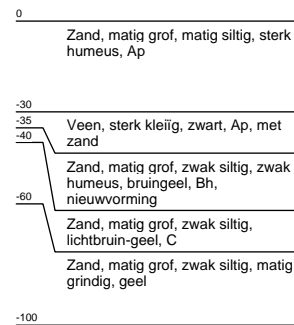 0
Zand, matig grof, matig siltig, sterk
humeus, Ap
-30
-35
Veen, sterk kleiïg, zwart, Ap, met
zand
-40
Zand, matig grof, zwak siltig, zwak
humeus, bruingeel, Bh,
nieuwvorming
-60
Zand, matig grof, zwak siltig,
lichtbruin-geel, C
Zand, matig grof, zwak siltig, matig
grindig, geel
-100